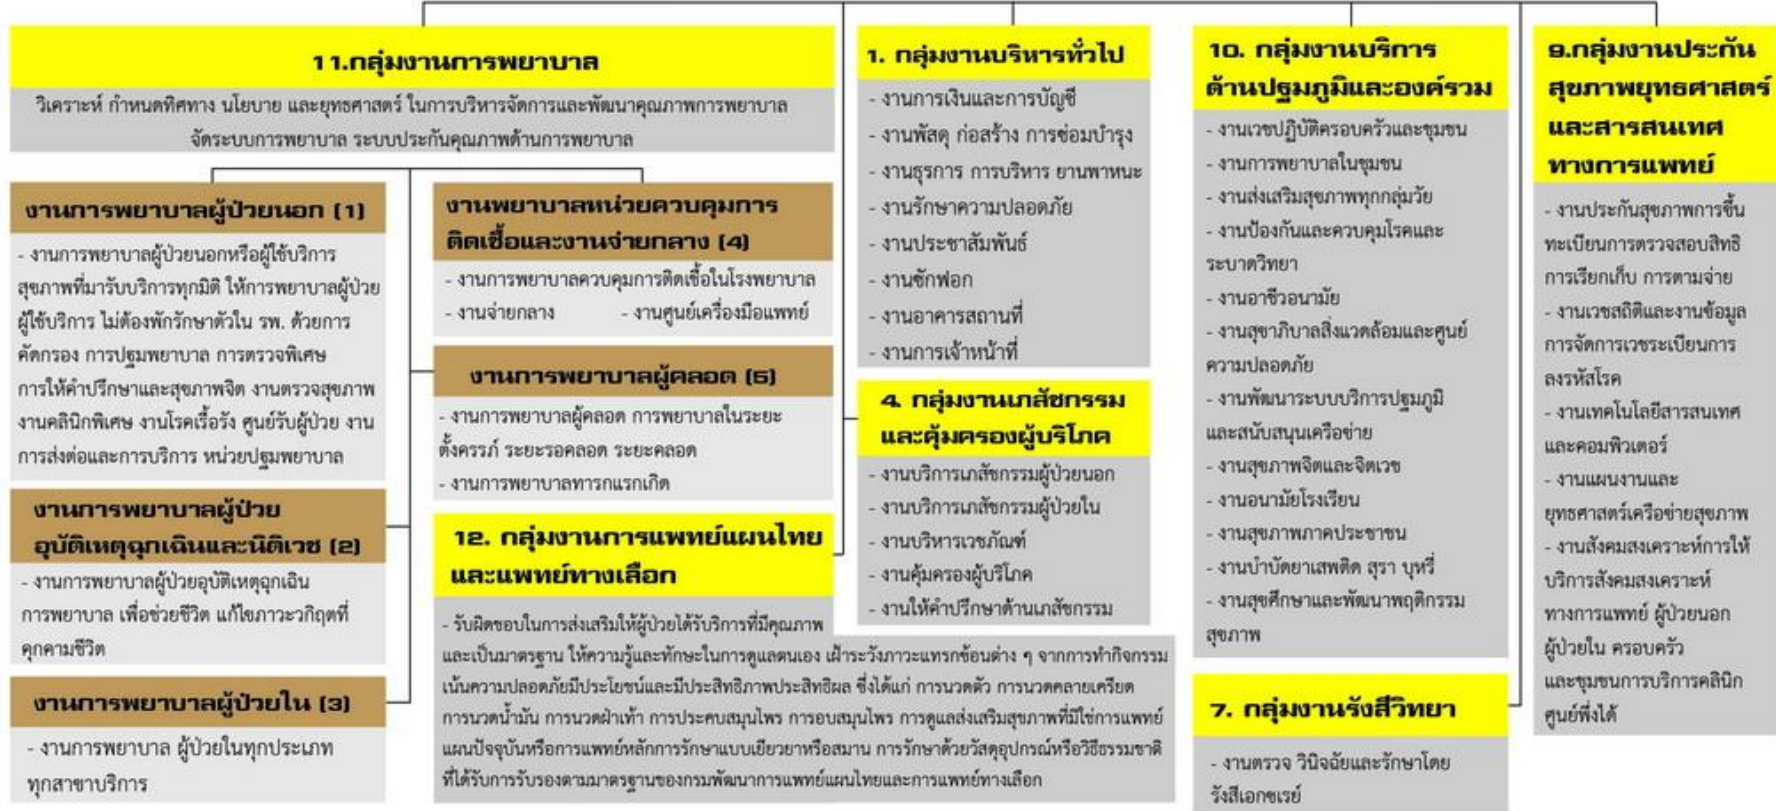 11.กลุ่มงานการพยาบาล
วิเคราะห์ กำหนดทิศทาง นโยบาย และยุทธศาสตร์ ในการบริหารจัดการและพัฒนาคุณภาพการพยาบาล
จัดระบบการพยาบาล ระบบประกันคุณภาพด้านการพยาบาล
งานการพยาบาลผู้ป่วยนอก (1)
- งานการพยาบาลผู้ป่วยนอกหรือผู้ใช้บริการ
สุขภาพที่มารับบริการทุกมิติ ให้การพยาบาลผู้ป่วย
ผู้ใช้บริการ ไม่ต้องพักรักษาตัวใน รพ. ด้วยการ
คัดกรอง การปฐมพยาบาล การตรวจพิเศษ
การให้คำปรึกษาและสุขภาพจิต งานตรวจสุขภาพ
งานคลินิกพิเศษ งานโรคเรื้อรัง ศูนย์รับผู้ป่วย งาน
การส่งต่อและการบริการ หน่วยปฐมพยาบาล
งานการพยาบาลผู้ป่วย
อุบัติเหตุฉุกเฉินและนิติเวช (2)
- งานการพยาบาลผู้ป่วยอุบัติเหตุฉุกเฉิน
การพยาบาล เพื่อช่วยชีวิต แก้ไขภาวะวิกฤตที่
คุกคามชีวิต
งานการพยาบาลผู้ป่วยใน (3)
- งานการพยาบาล ผู้ป่วยในทุกประเภท
ทุกสาขาบริการ
งานพยาบาลหน่วยควบคุมการ
ติดเชื้อและงานจ่ายกลาง (4)
- งานการพยาบาลควบคุมการติดเชื้อในโรงพยาบาล
- งานจ่ายกลาง - งานศูนย์เครื่องมือแพทย์
งานการพยาบาลผู้คลอด (5)
- งานการพยาบาลผู้คลอด การพยาบาลในระยะ
ตั้งครรภ์ ระยะรอคลอด ระยะคลอด
- งานการพยาบาลทารกแรกเกิด
12. กลุ่มงานการแพทย์แผนไทย
และแพทย์ทางเลือก
- รับผิดชอบในการส่งเสริมให้ผู้ป่วยได้รับบริการที่มีคุณภาพ
และเป็นมาตรฐาน ให้ความรู้และทักษะในการดูแลตนเอง เฝ้าระวังภาวะแทรกซ้อนต่าง ๆ จากการทำกิจกรรม
เน้นความปลอดภัยมีประโยชน์และมีประสิทธิภาพประสิทธิผล ซึ่งได้แก่ การนวดตัว การนวดคลายเครียด
การนวดน้ำมัน การนวดฝ่าเท้า การประคบสมุนไพร การอบสมุนไพร การดูแลส่งเสริมสุขภาพที่มิใช่การแพทย์
แผนปัจจุบันหรือการแพทย์หลักการรักษาแบบเยียวยาหรือสมาน การรักษาด้วยวัสดุอุปกรณ์หรือวิธีธรรมชาติ
ที่ได้รับการรับรองตามมาตรฐานของกรมพัฒนาการแพทย์แผนไทยและการแพทย์ทางเลือก
1. กลุ่มงานบริหารทั่วไป
- งานการเงินและการบัญชี
- งานพัสดุ ก่อสร้าง การซ่อมบำรุง
- งานธุรการ การบริหาร ยานพาหนะ
- งานรักษาความปลอดภัย
- งานประชาสัมพันธ์
- งานซักฟอก
- งานอาคารสถานที่
- งานการเจ้าหน้าที่
4. กลุ่มงานเภสัชกรรม
และคุ้มครองผู้บริโภค
- งานบริการเภสัชกรรมผู้ป่วยนอก
- งานบริการเภสัชกรรมผู้ป่วยใน
- งานบริหารเวชภัณฑ์
- งานคุ้มครองผู้บริโภค
- งานให้คำปรึกษาด้านเภสัชกรรม
10. กลุ่มงานบริการ
ด้านปฐมภูมิและองค์รวม
- งานเวชปฏิบัติครอบครัวและชุมชน
- งานการพยาบาลในชุมชน
- งานส่งเสริมสุขภาพทุกกลุ่มวัย
- งานป้องกันและควบคุมโรคและ
ระบาดวิทยา
- งานอาชีวอนามัย
- งานสุขาภิบาลสิ่งแวดล้อมและศูนย์
ความปลอดภัย
- งานพัฒนาระบบบริการปฐมภูมิ
และสนับสนุนเครือข่าย
- งานสุขภาพจิตและจิตเวช
- งานอนามัยโรงเรียน
- งานสุขภาพภาคประชาชน
- งานบำบัดยาเสพติด สุรา บุหรี่
- งานสุขศึกษาและพัฒนาพฤติกรรม
สุขภาพ
7. กลุ่มงานรังสีวิทยา
- งานตรวจ วินิจฉัยและรักษาโดย
รังสีเอกซเรย์
9.กลุ่มงานประกัน
สุขภาพยุทธศาสตร์
และสารสนเทศ
ทางการแพทย์
- งานประกันสุขภาพการขึ้น
ทะเบียนการตรวจสอบสิทธิ
การเรียกเก็บ การตามจ่าย
- งานเวชสถิติและงานข้อมูล
การจัดการเวชระเบียนการ
ลงรหัสโรค
- งานเทคโนโลยีสารสนเทศ
และคอมพิวเตอร์
- งานแผนงานและ
ยุทธศาสตร์เครือข่ายสุขภาพ
- งานสังคมสงเคราะห์การให้
บริการสังคมสงเคราะห์
ทางการแพทย์ ผู้ป่วยนอก
ผู้ป่วยใน ครอบครัว
และชุมชนการบริการคลินิก
ศูนย์พึ่งได้